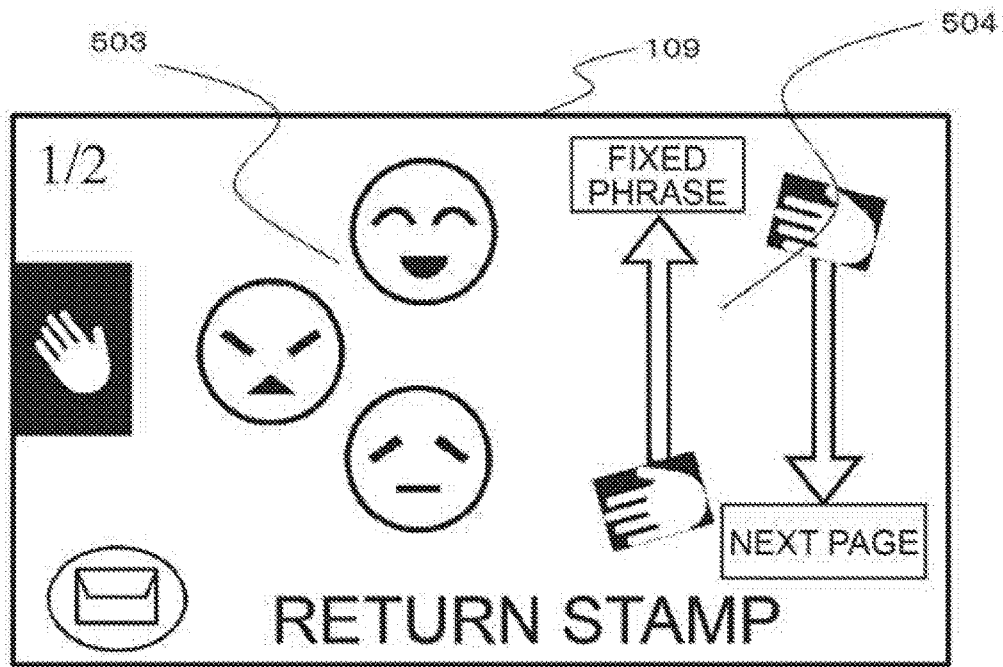 503
109
504
1/2
FIXED
PHRASE
NEXT PAGE
RETURN STAMP